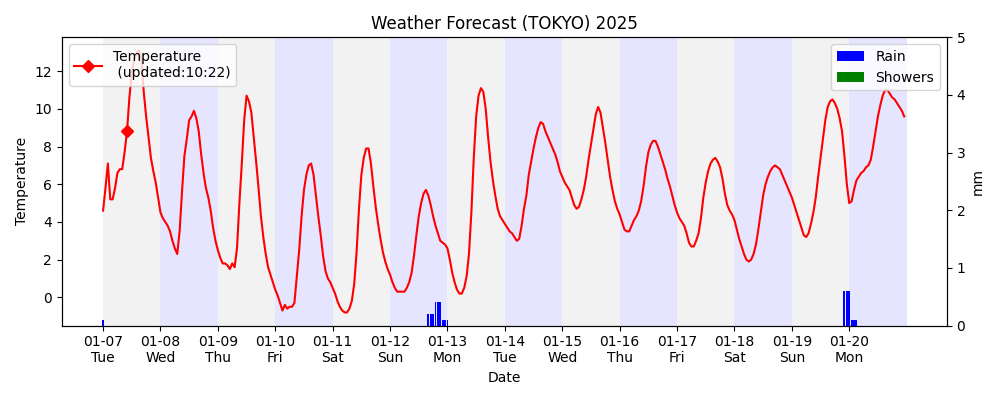 Weather Forecast (TOKYO) 2025
Temperature
(updated:10:22)
Rain
Showers
Temperature
12
10
8
6
4
2
0
5
4
3
2
1
0
mm
01-07 01-08 01-09 01-10 01-11 01-12 01-13 01-14 01-15 01-16 01-17 01-18 01-19 01-20
Tue Wed Thu Fri Sat Sun Mon Tue Wed Thu Fri Sat Sun Mon
Date